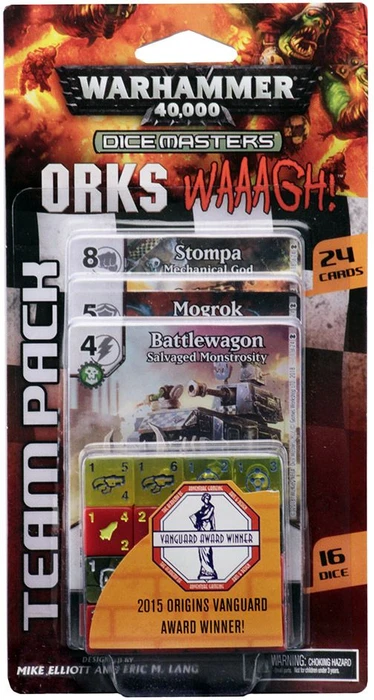 WARHAMMER
40,000
DICE MASTERS
ORKS WAAAGH!
TEAM PACK
24
CARDS
8 Stompa
Mechanical God
5 Mogrok
4 Battlewagon
Salvaged Monstrosity
VANGUARD AWARD WINNER
2015 ORIGINS VANGUARD
AWARD WINNER!
16
DICE
DESIGNED BY
MIKE ELLIOTT AND ERIC M. LANG
WARNING: CHOKING HAZARD